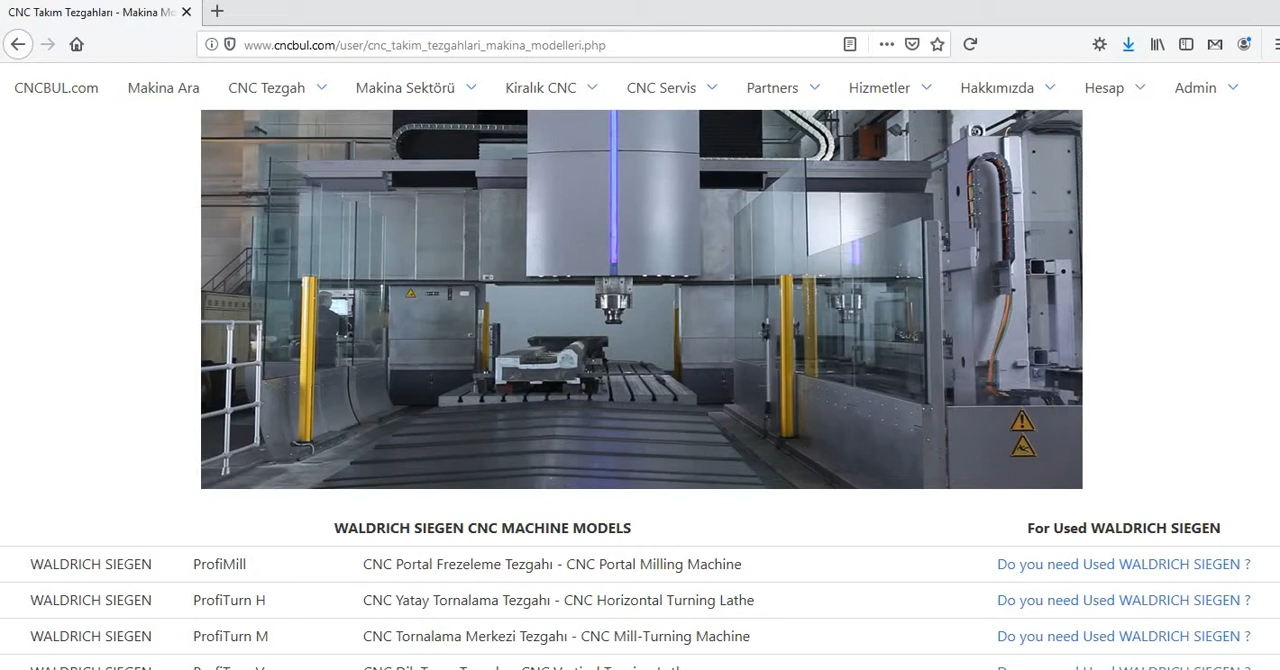 CNC Takım Tezgahları - Makina Mo
www.cncbul.com/user/cnc_takim_tezgahlari_makina_modelleri.php
CNCBUL.com Makina Ara CNC Tezgah Makina Sektörü Kiralık CNC CNC Servis Partners Hizmetler Hakkımızda Hesap Admin
WALDRICH SIEGEN CNC MACHINE MODELS For Used WALDRICH SIEGEN
WALDRICH SIEGEN ProfiMill CNC Portal Frezeleme Tezgahı - CNC Portal Milling Machine Do you need Used WALDRICH SIEGEN ?
WALDRICH SIEGEN ProfiTurn H CNC Yatay Tornalama Tezgahı - CNC Horizontal Turning Lathe Do you need Used WALDRICH SIEGEN ?
WALDRICH SIEGEN ProfiTurn M CNC Tornalama Merkezi Tezgahı - CNC Mill-Turning Machine Do you need Used WALDRICH SIEGEN ?